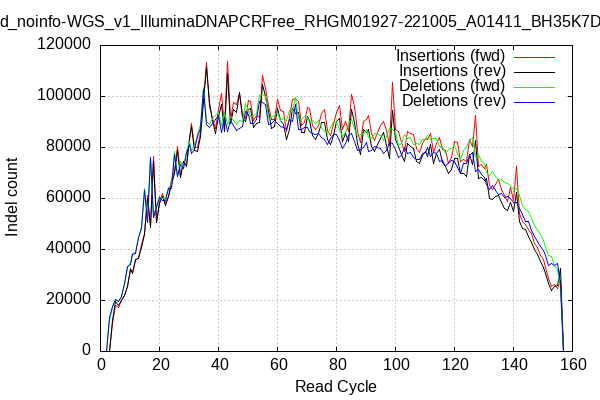 d_noinfo-WGS_v1_IlluminaDNAPCRFree_RHGM01927-221005_A01411_BH35K7D
Insertions (fwd)
Insertions (rev)
Deletions (fwd)
Deletions (rev)
120000
100000
80000
60000
40000
20000
0
Indel count
0 20 40 60 80 100 120 140 160
Read Cycle